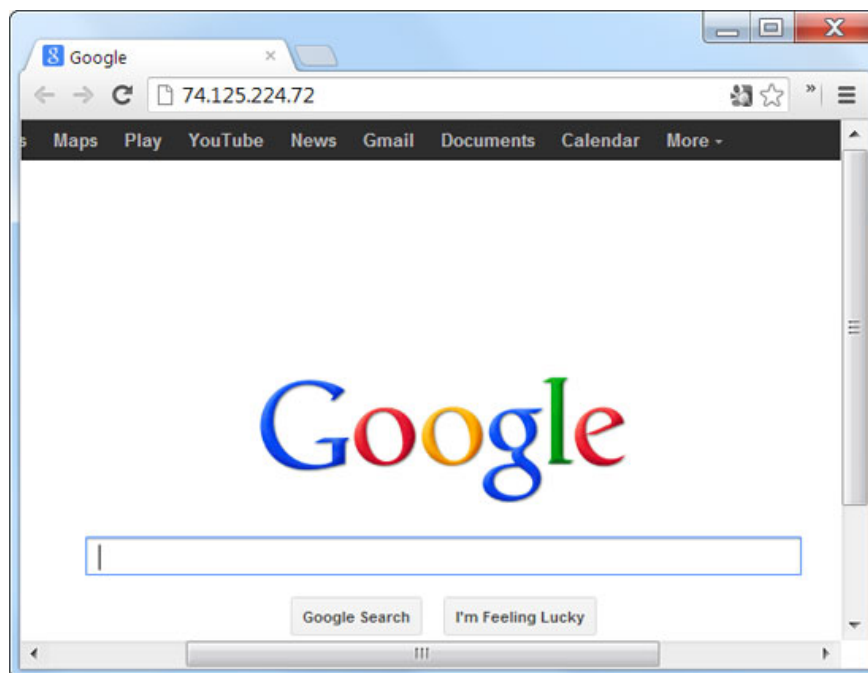 Google
74.125.224.72
s Maps Play YouTube News Gmail Documents Calendar More
Google
Google Search I'm Feeling Lucky